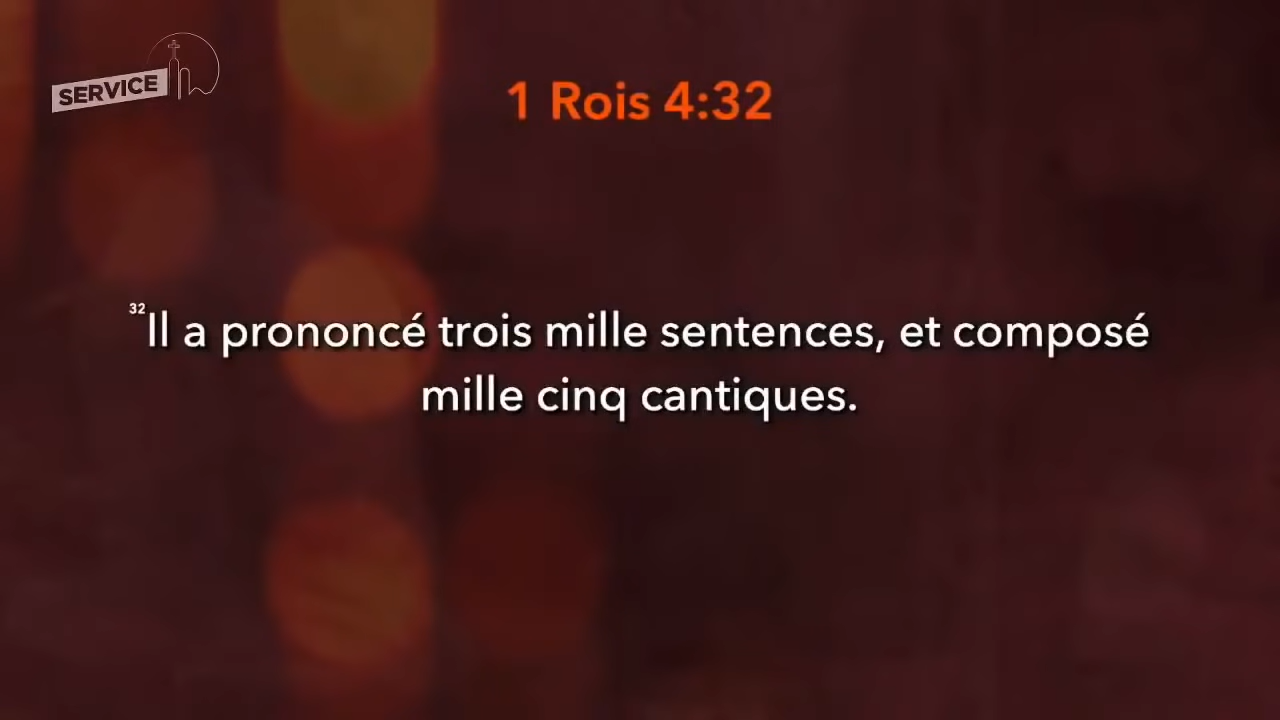 SERVICE
1 Rois 4:32
³²Il a prononcé trois mille sentences, et composé
mille cinq cantiques.